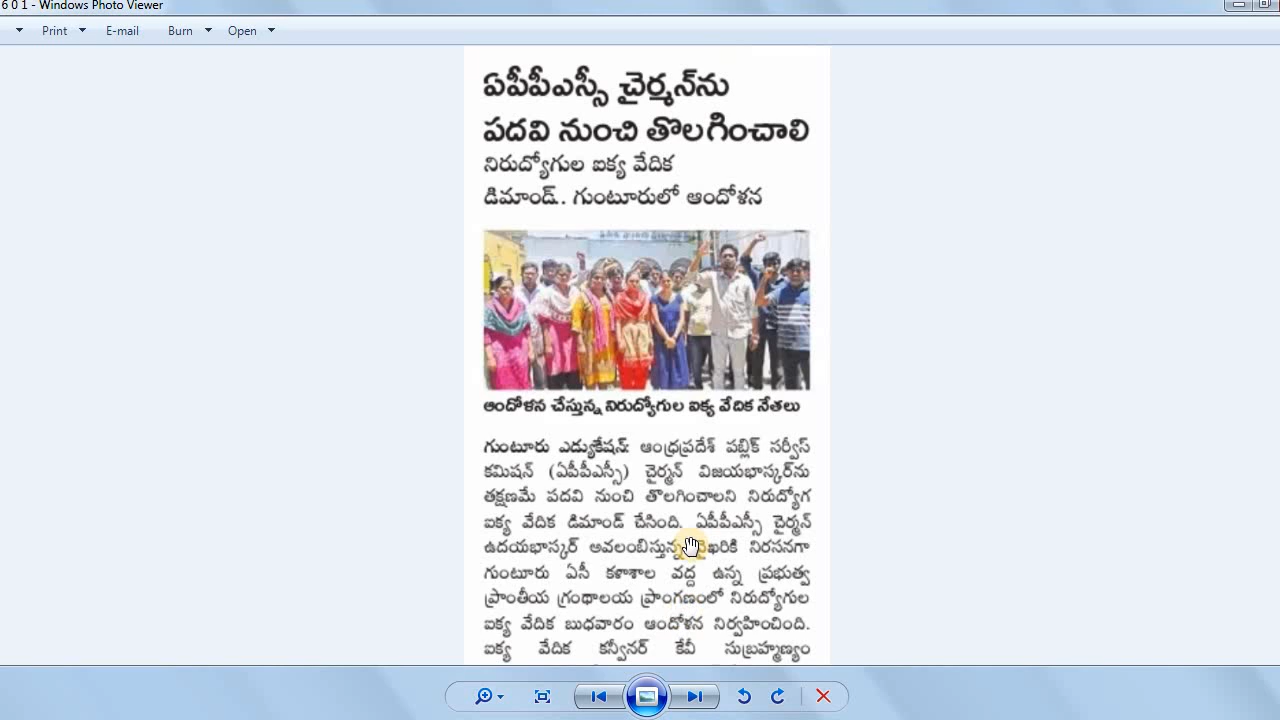 6 0 1 - Windows Photo Viewer
Print E-mail Burn Open
ఏపీపీఎస్సీ చైర్మన్‌ను
పదవి నుంచి తొలగించాలి
నిరుద్యోగుల ఐక్య వేదిక
డిమాండ్.. గుంటూరులో ఆందోళన
ఆందోళన చేస్తున్న నిరుద్యోగుల ఐక్య వేదిక నేతలు
గుంటూరు ఎడ్యుకేషన్: ఆంధ్రప్రదేశ్ పబ్లిక్ సర్వీస్
కమిషన్ (ఏపీపీఎస్సీ) చైర్మన్ విజయభాస్కర్‌ను
తక్షణమే పదవి నుంచి తొలగించాలని నిరుద్యోగ
ఐక్య వేదిక డిమాండ్ చేసింది. ఏపీపీఎస్సీ చైర్మన్
ఉదయభాస్కర్ అవలంబిస్తున్న వైఖరికి నిరసనగా
గుంటూరు ఏసీ కళాశాల వద్ద ఉన్న ప్రభుత్వ
ప్రాంతీయ గ్రంథాలయ ప్రాంగణంలో నిరుద్యోగుల
ఐక్య వేదిక బుధవారం ఆందోళన నిర్వహించింది.
ఐక్య వేదిక కన్వీనర్ కేవీ సుబ్రహ్మణ్యం